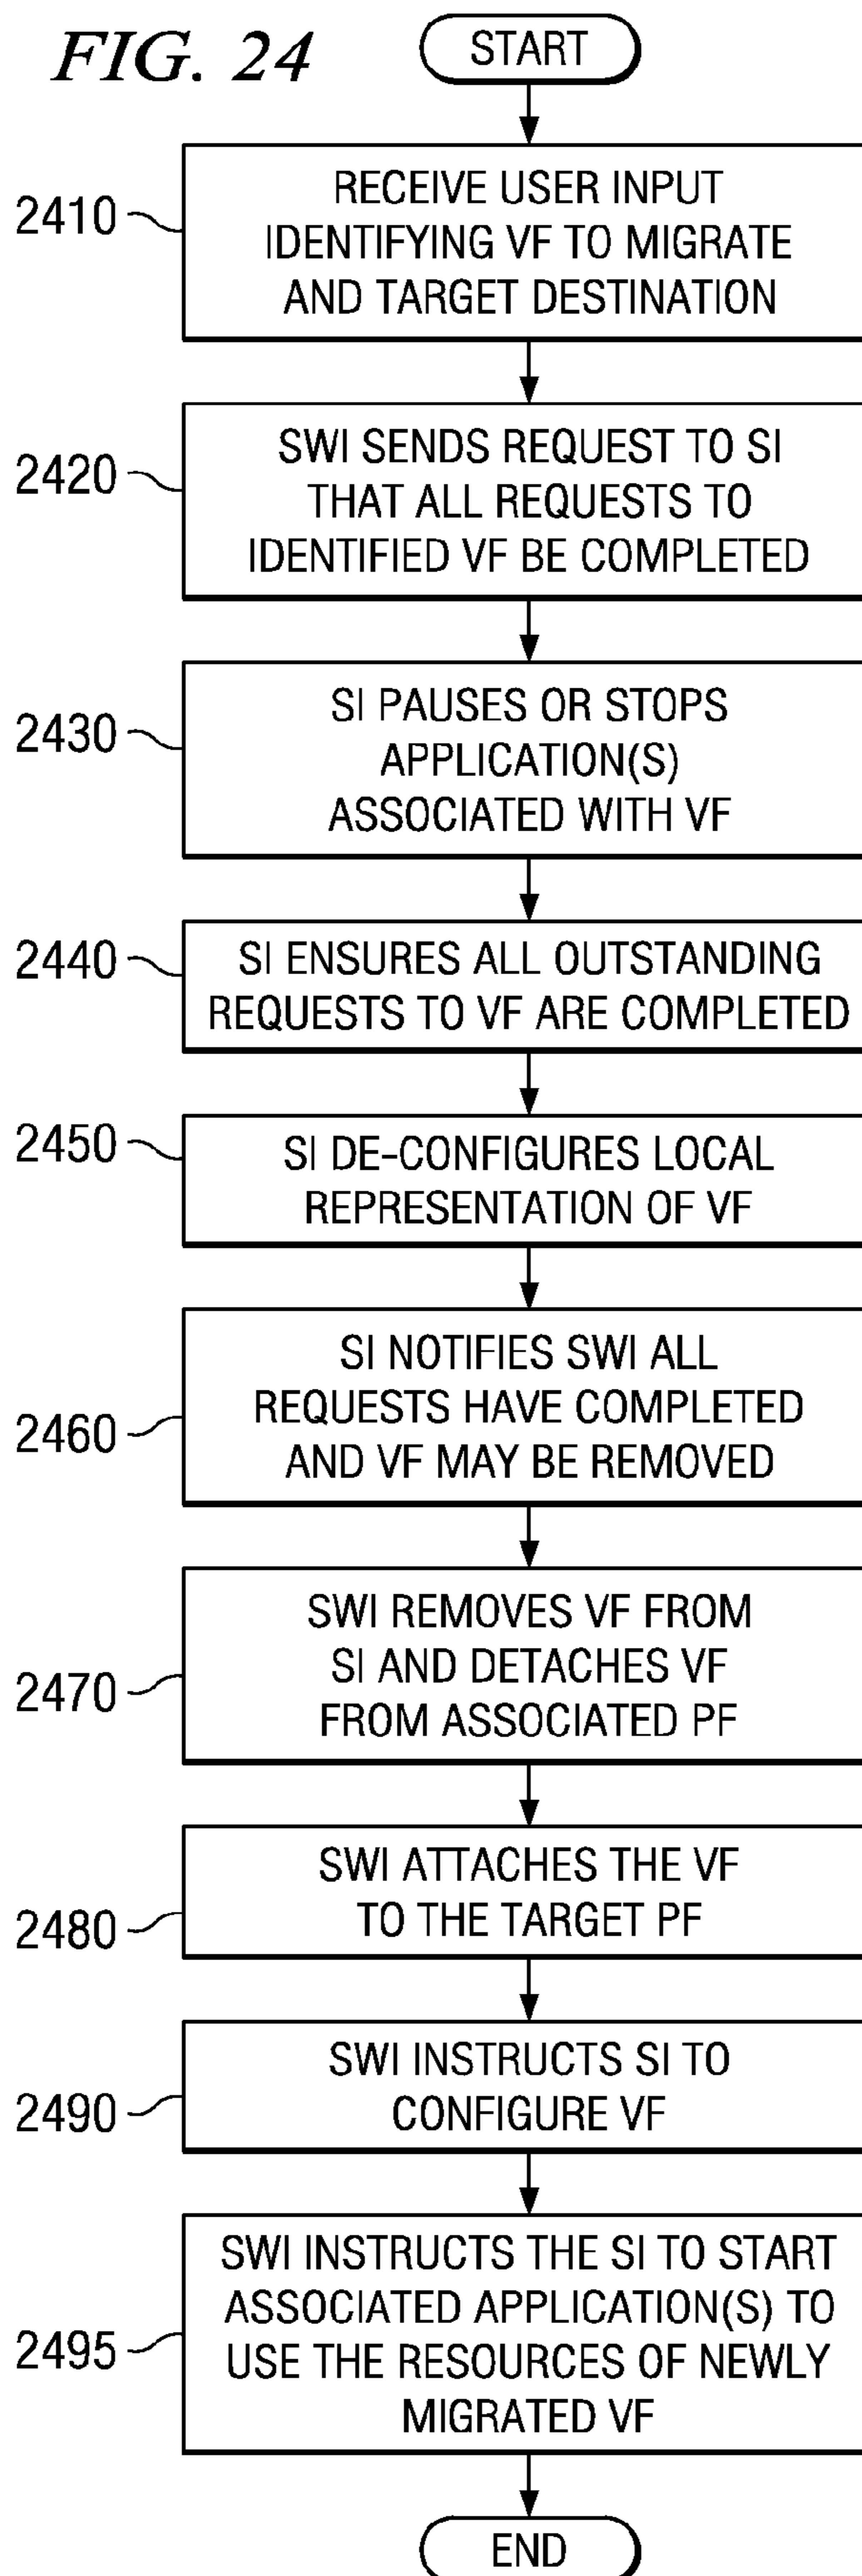 FIG. 24
START
2410
RECEIVE USER INPUT
IDENTIFYING VF TO MIGRATE
AND TARGET DESTINATION
2420
SWI SENDS REQUEST TO SI
THAT ALL REQUESTS TO
IDENTIFIED VF BE COMPLETED
2430
SI PAUSES OR STOPS
APPLICATION(S)
ASSOCIATED WITH VF
2440
SI ENSURES ALL OUTSTANDING
REQUESTS TO VF ARE COMPLETED
2450
SI DE-CONFIGURES LOCAL
REPRESENTATION OF VF
2460
SI NOTIFIES SWI ALL
REQUESTS HAVE COMPLETED
AND VF MAY BE REMOVED
2470
SWI REMOVES VF FROM
SI AND DETACHES VF
FROM ASSOCIATED PF
2480
SWI ATTACHES THE VF
TO THE TARGET PF
2490
SWI INSTRUCTS SI TO
CONFIGURE VF
2495
SWI INSTRUCTS THE SI TO START
ASSOCIATED APPLICATION(S) TO
USE THE RESOURCES OF NEWLY
MIGRATED VF
END